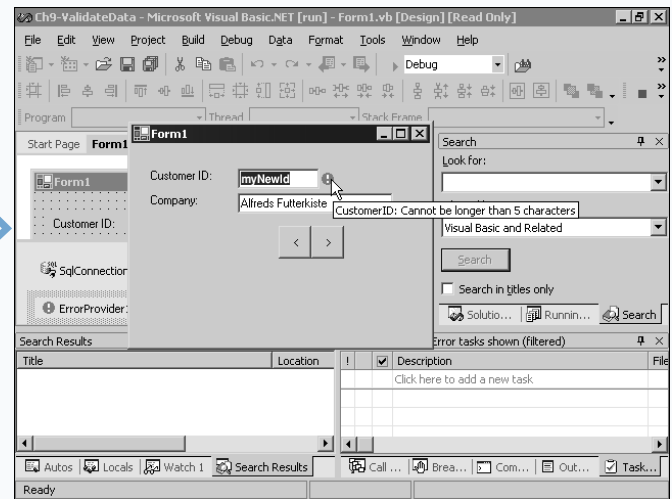 Ch9-ValidateData - Microsoft Visual Basic.NET [run] - Form1.vb [Design] [Read Only]
File Edit View Project Build Debug Data Format Tools Window Help
Debug
Program Thread Stack Frame
Start Page Form1
Form1
Customer ID:
SqlConnection
ErrorProvider1
Form1
Customer ID: myNewId
Company: Alfreds Futterkiste
CustomerID: Cannot be longer than 5 characters
< >
Search
Look for:
Visual Basic and Related
Search
Search in titles only
Solutio... Runnin... Search
Search Results
Title Location
Error tasks shown (filtered)
! Description File
Click here to add a new task
Autos Locals Watch 1 Search Results
Call ... Brea... Com... Out... Task...
Ready